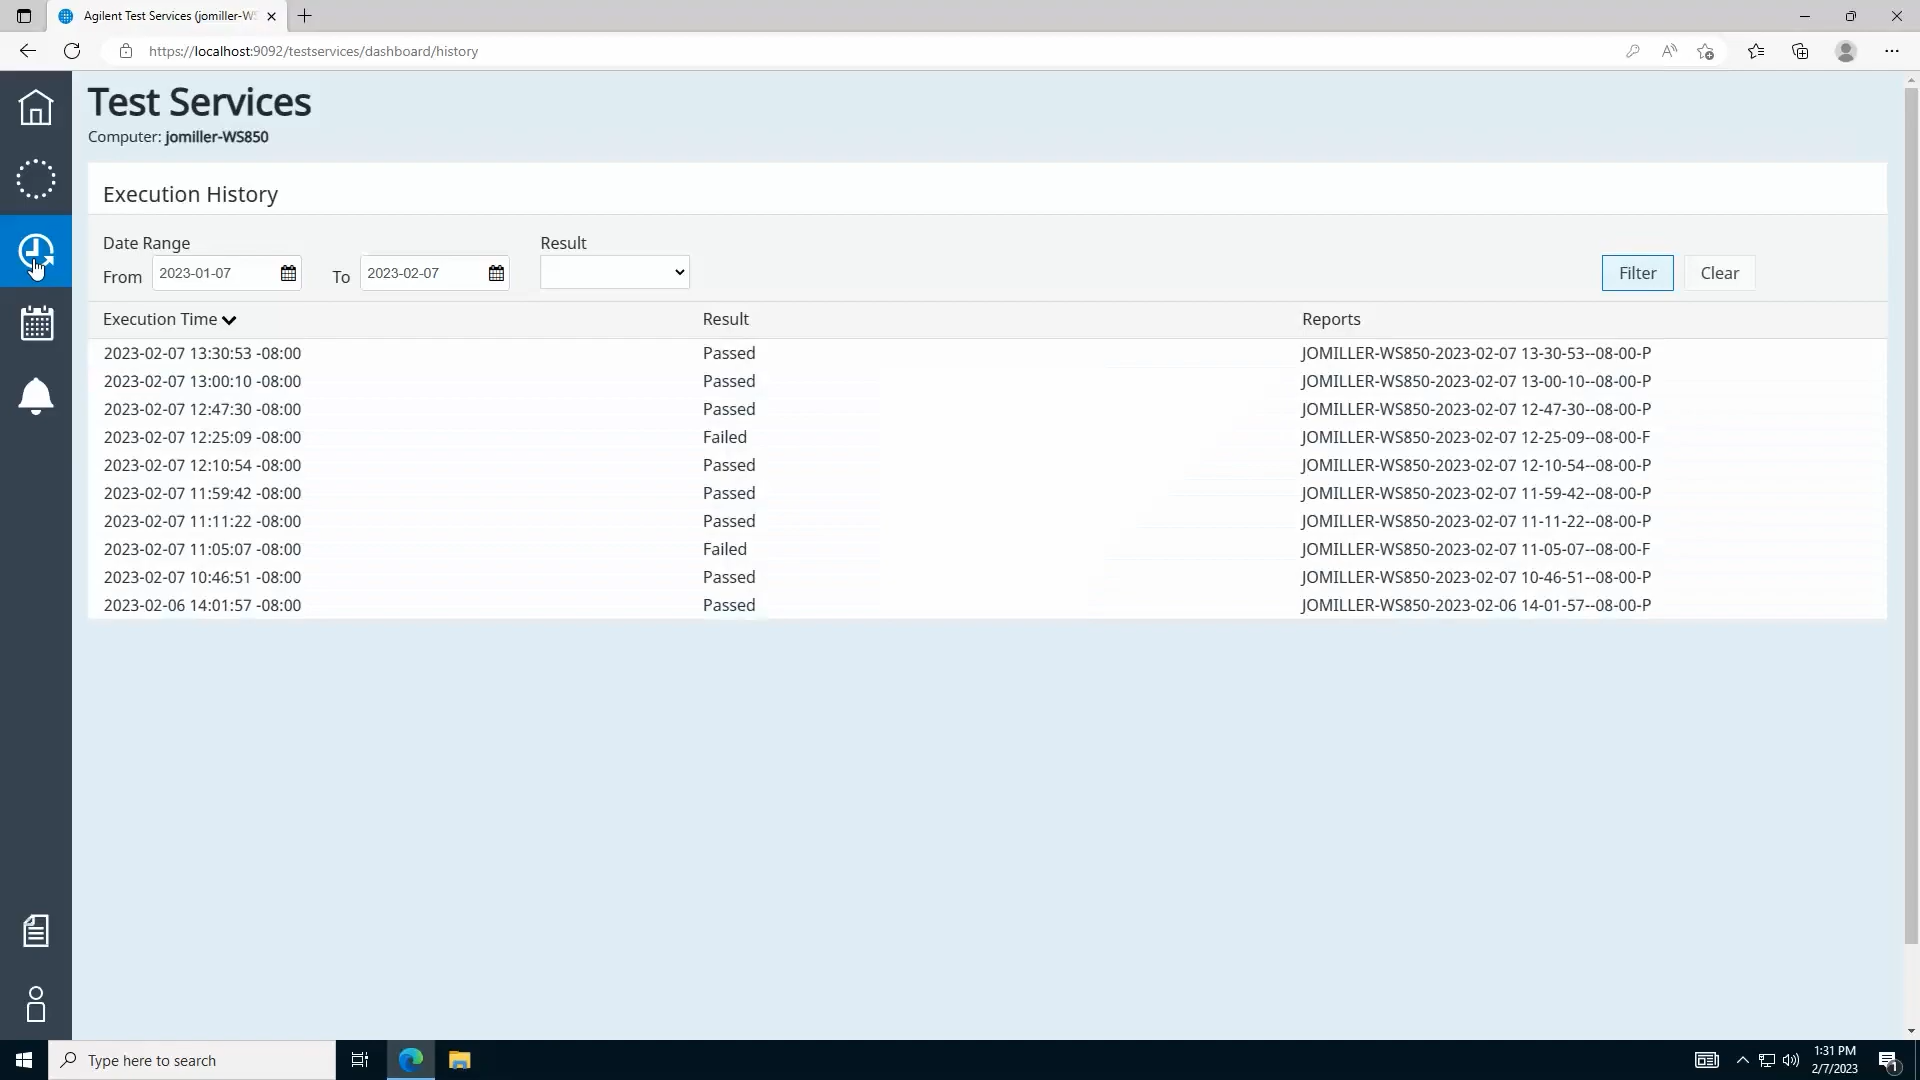 Agilent Test Services (jomiller-WS
https://localhost:9092/testservices/dashboard/history
Test Services
Computer: jomiller-WS850
Execution History
Date Range
Result
From
2023-01-07
To
2023-02-07
Filter
Clear
Execution Time Result Reports
2023-02-07 13:30:53 -08:00 Passed JOMILLER-WS850-2023-02-07 13-30-53--08-00-P
2023-02-07 13:00:10 -08:00 Passed JOMILLER-WS850-2023-02-07 13-00-10--08-00-P
2023-02-07 12:47:30 -08:00 Passed JOMILLER-WS850-2023-02-07 12-47-30--08-00-P
2023-02-07 12:25:09 -08:00 Failed JOMILLER-WS850-2023-02-07 12-25-09--08-00-F
2023-02-07 12:10:54 -08:00 Passed JOMILLER-WS850-2023-02-07 12-10-54--08-00-P
2023-02-07 11:59:42 -08:00 Passed JOMILLER-WS850-2023-02-07 11-59-42--08-00-P
2023-02-07 11:11:22 -08:00 Passed JOMILLER-WS850-2023-02-07 11-11-22--08-00-P
2023-02-07 11:05:07 -08:00 Failed JOMILLER-WS850-2023-02-07 11-05-07--08-00-F
2023-02-07 10:46:51 -08:00 Passed JOMILLER-WS850-2023-02-07 10-46-51--08-00-P
2023-02-06 14:01:57 -08:00 Passed JOMILLER-WS850-2023-02-06 14-01-57--08-00-P
Type here to search
1:31 PM
2/7/2023
1